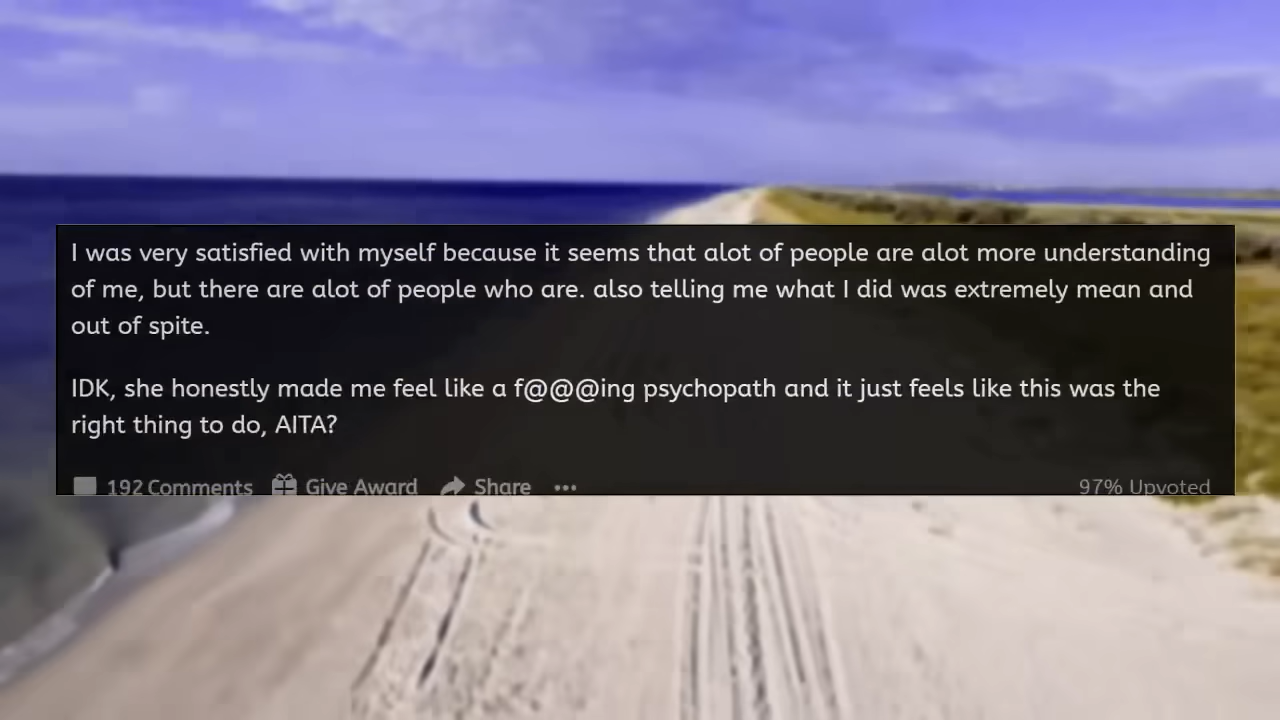 I was very satisfied with myself because it seems that alot of people are alot more understanding
of me, but there are alot of people who are. also telling me what I did was extremely mean and
out of spite.
IDK, she honestly made me feel like a f@@@ing psychopath and it just feels like this was the
right thing to do, AITA?
192 Comments Give Award Share ••• 97% Upvoted